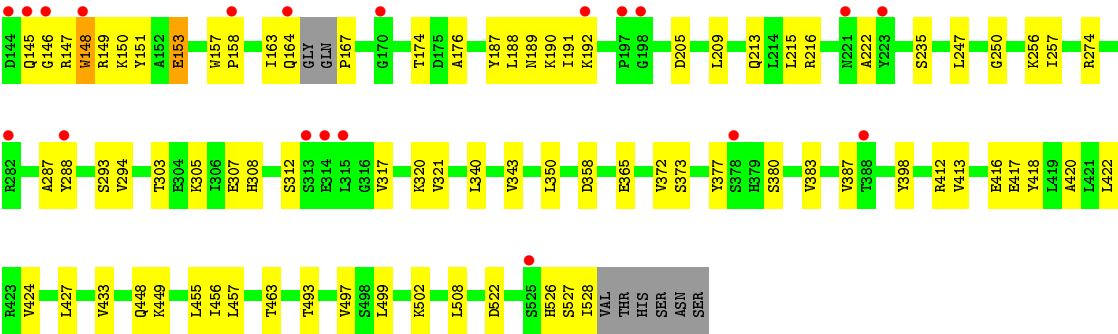 D144 Q145 G146 R147 W148 R149 K150 Y151 A152 E153 W157 P158 I163 Q164 GLY GLN P167 G170 T174 D175 A176 Y187 L188 N189 K190 I191 K192 P197 G198 D205 L209 Q213 L214 L215 R216 N221 A222 Y223 S235 L247 G250 K256 I257 R274
R282 A287 Y288 S293 V294 T303 E304 K305 I306 E307 H308 S312 S313 E314 L315 G316 V317 K320 V321 L340 V343 L350 D358 E365 V372 S373 Y377 S378 H379 S380 V383 V387 T388 Y398 R412 V413 E416 E417 Y418 L419 A420 L421 L422
R423 V424 L427 V433 Q448 K449 L455 I456 L457 T463 T493 V497 S498 L499 K502 L508 D522 S525 H526 S527 I528 VAL THR HIS SER ASN SER